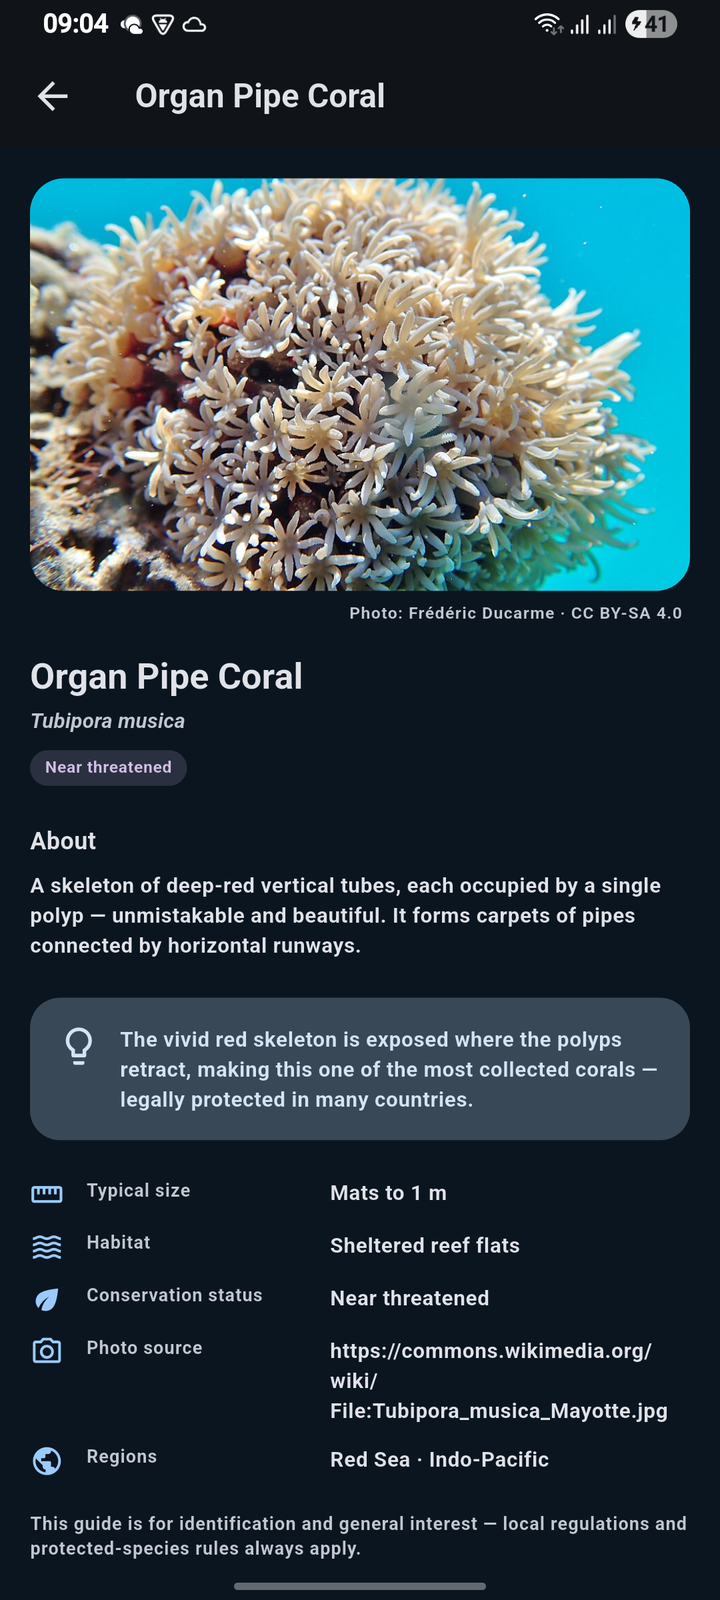 09:04
41
Organ Pipe Coral
Photo: Frédéric Ducarme · CC BY-SA 4.0
Organ Pipe Coral
Tubipora musica
Near threatened
About
A skeleton of deep-red vertical tubes, each occupied by a single
polyp — unmistakable and beautiful. It forms carpets of pipes
connected by horizontal runways.
The vivid red skeleton is exposed where the polyps
retract, making this one of the most collected corals —
legally protected in many countries.
Typical size Mats to 1 m
Habitat Sheltered reef flats
Conservation status Near threatened
Photo source https://commons.wikimedia.org/
wiki/
File:Tubipora_musica_Mayotte.jpg
Regions Red Sea · Indo-Pacific
This guide is for identification and general interest — local regulations and
protected-species rules always apply.